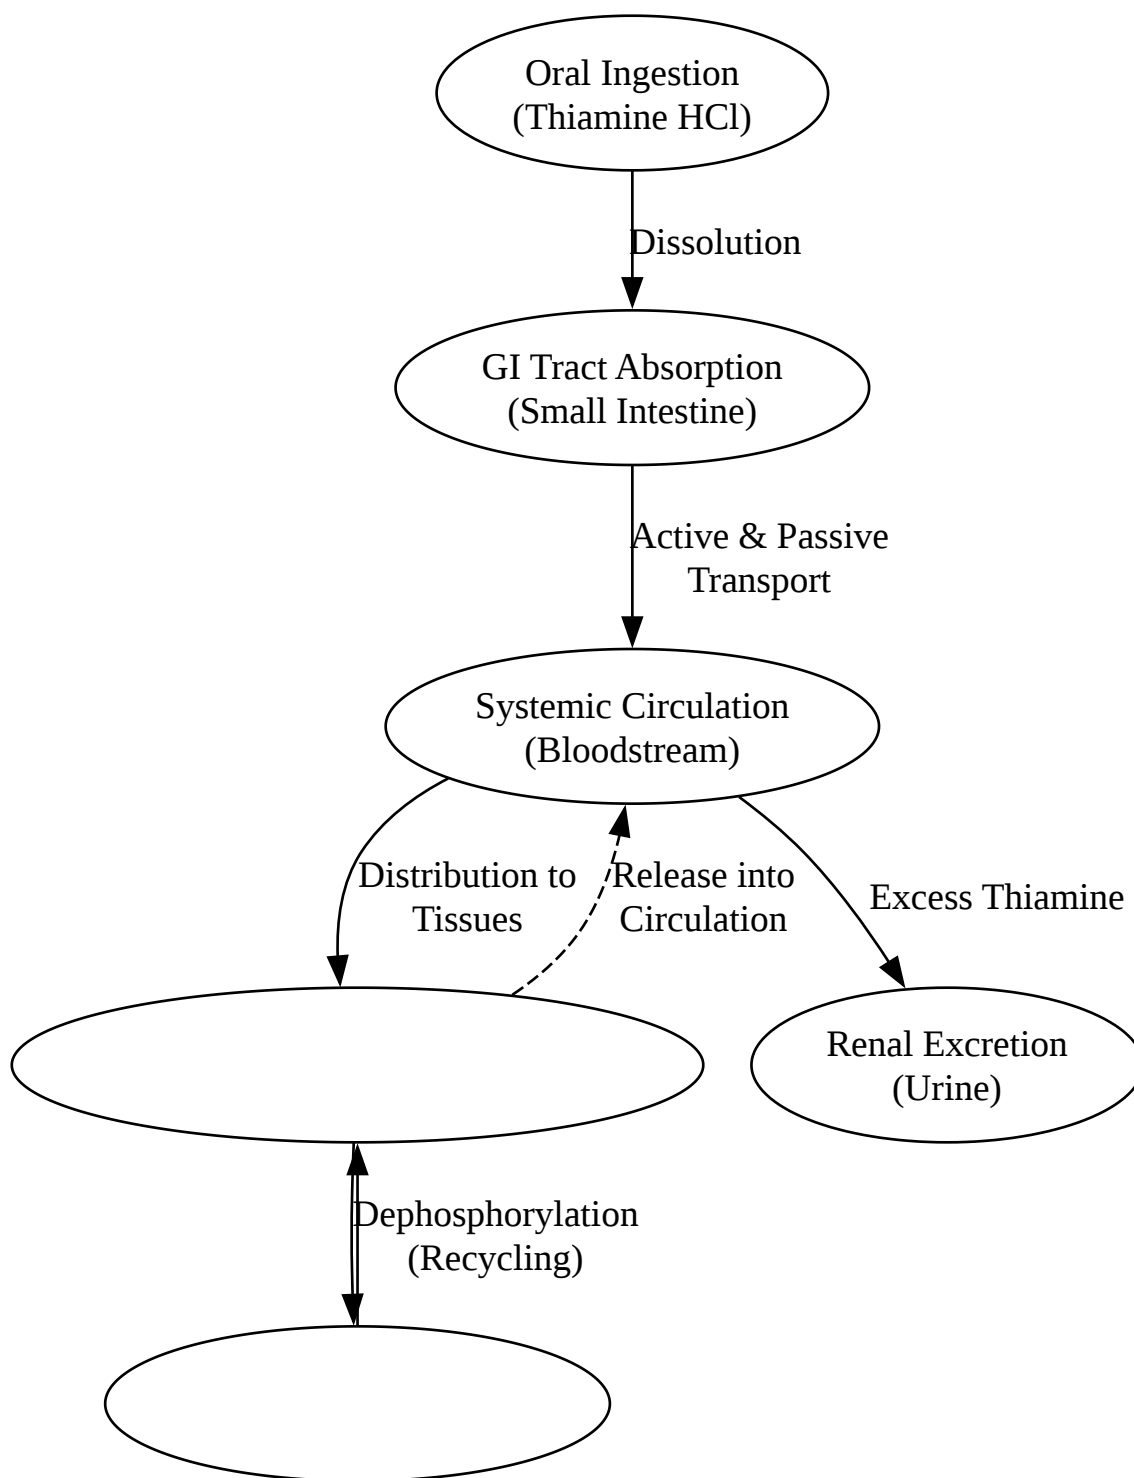 Oral Ingestion
(Thiamine HCl)
Dissolution
GI Tract Absorption
(Small Intestine)
Active & Passive
Transport
Systemic Circulation
(Bloodstream)
Distribution to
Tissues
Release into
Circulation
Excess Thiamine
Renal Excretion
(Urine)
Dephosphorylation
(Recycling)